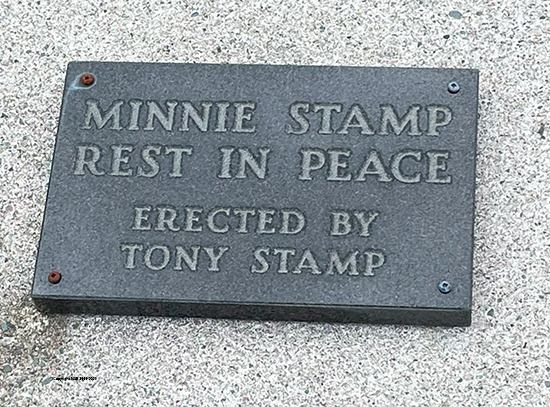 MINNIE STAMP
REST IN PEACE
ERECTED BY
TONY STAMP